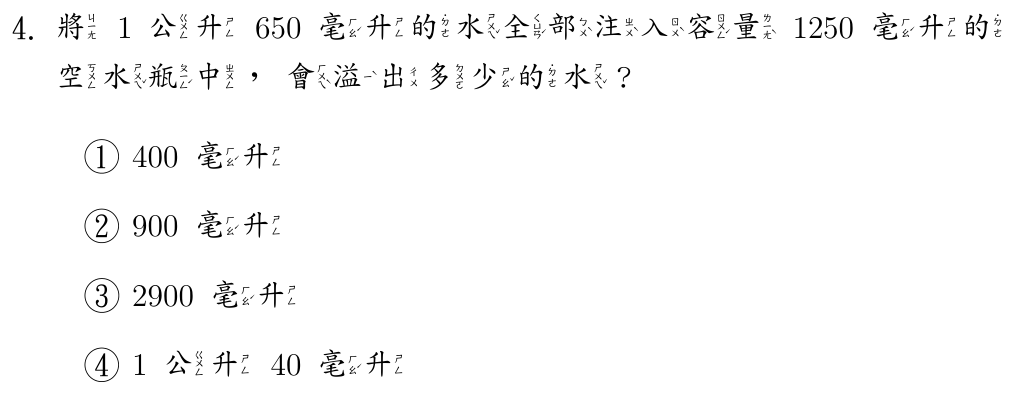 4. 將 1 公升 650 毫升的水全部注入容量 1250 毫升的
空水瓶中，會溢出多少的水？
① 400 毫升
② 900 毫升
③ 2900 毫升
④ 1 公升 40 毫升